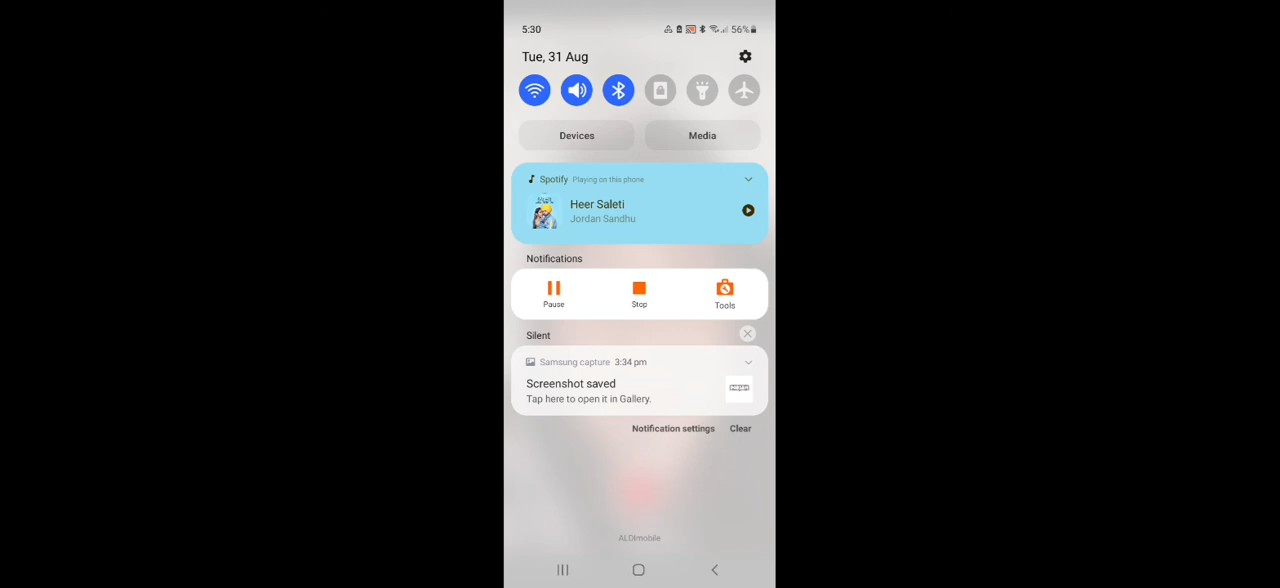 5:30
56%
Tue, 31 Aug
Devices
Media
Spotify Playing on this phone
Heer Saleti
Jordan Sandhu
Notifications
Pause
Stop
Tools
Silent
Samsung capture 3:34 pm
Screenshot saved
Tap here to open it in Gallery.
Notification settings
Clear
ALDImobile